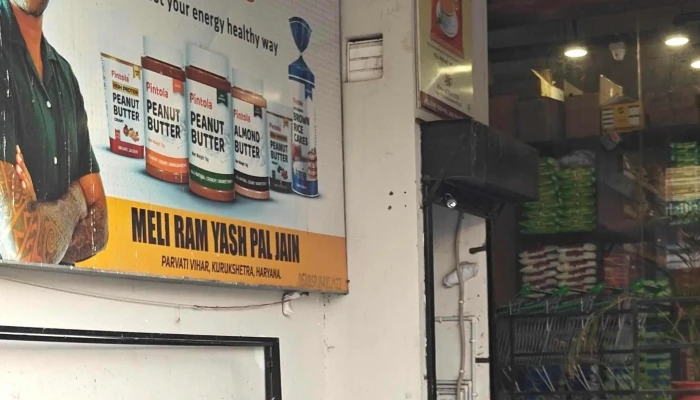 st your energy healthy way
Pintola
HIGH PROTEIN
PEANUT
BUTTER
Pintola
PEANUT
BUTTER
Pintola
PEANUT
BUTTER
Pintola
ALMOND
BUTTER
PEANUT
BUTTER
Pintola
BROWN
RICE
CAKES
MELI RAM YASH PAL JAIN
PARVATI VIHAR, KURUKSHETRA, HARYANA.